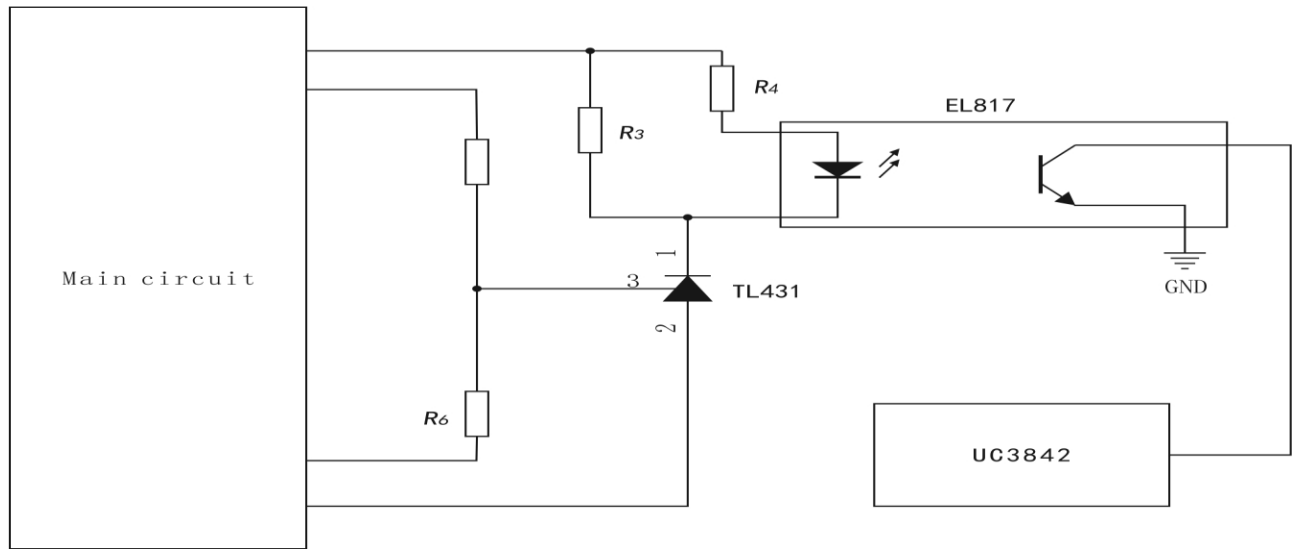 R4
EL817
R3
1
Main circuit
3
TL431
GND
2
R6
UC3842